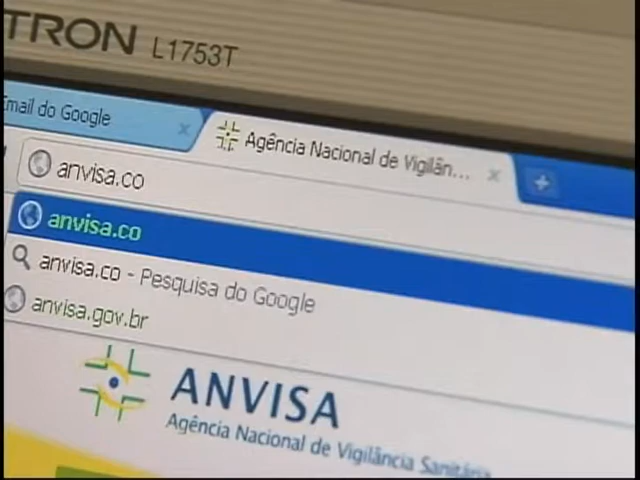 TRON L1753T
Email do Google
Agência Nacional de Vigilân...
anvisa.co
anvisa.co
anvisa.co - Pesquisa do Google
anvisa.gov.br
ANVISA
Agência Nacional de Vigilância Sanitária